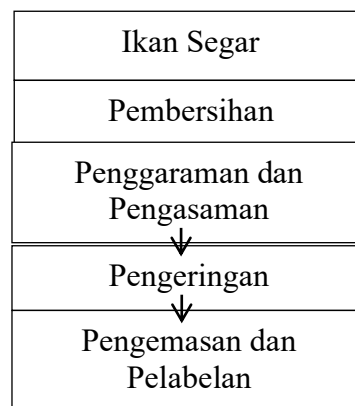 Ikan Segar
Pembersihan
Penggaraman dan
Pengasaman
Pengeringan
Pengemasan dan
Pelabelan